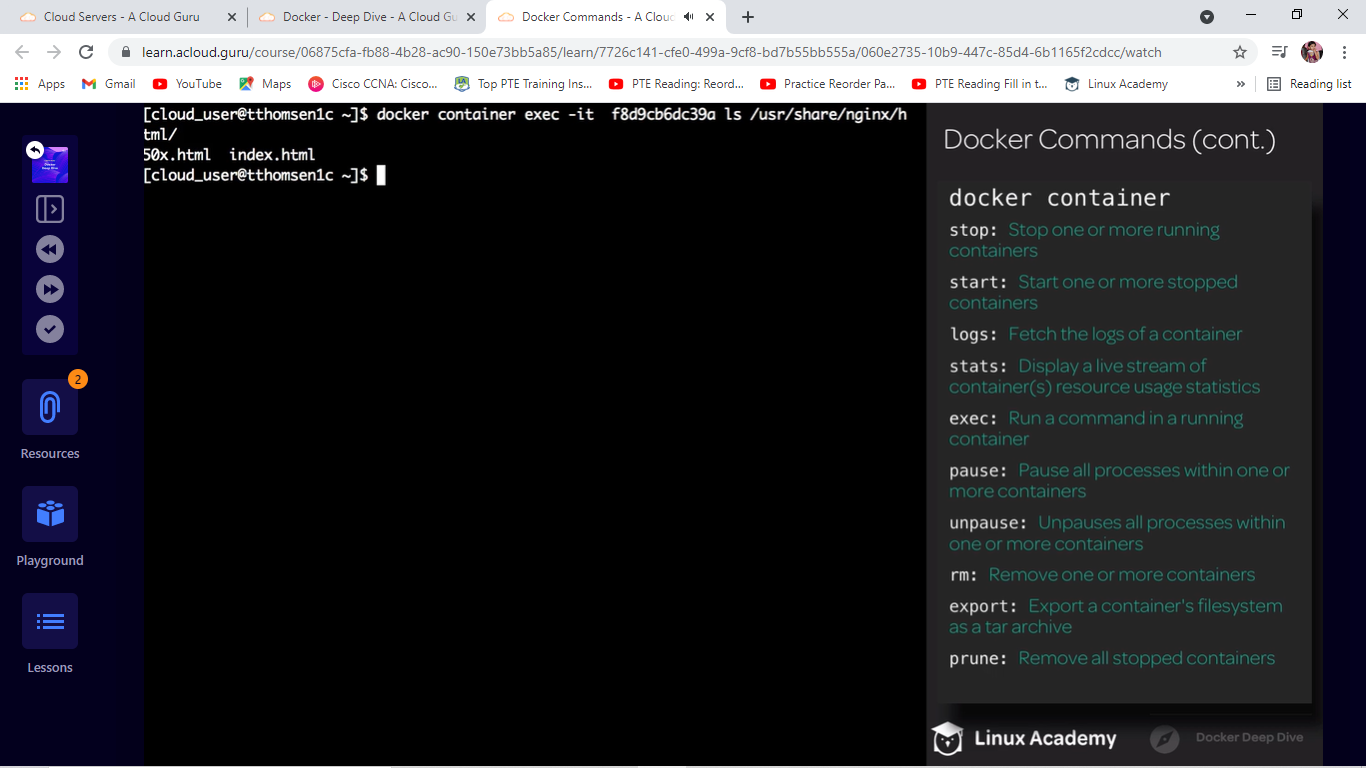 Cloud Servers - A Cloud Guru
Docker - Deep Dive - A Cloud Gu
Docker Commands - A Cloud
learn.acloud.guru/course/06875cfa-fb88-4b28-ac90-150e73bb5a85/learn/7726c141-cfe0-499a-9cf8-bd7b55bb555a/060e2735-10b9-447c-85d4-6b1165f2cdcc/watch
Apps Gmail YouTube Maps Cisco CCNA: Cisco... Top PTE Training Ins... PTE Reading: Reord... Practice Reorder Pa... PTE Reading Fill in t... Linux Academy » Reading list
[cloud_user@tthomsen1c ~]$ docker container exec -it  f8d9cb6dc39a ls /usr/share/nginx/h
tml/
50x.html  index.html
[cloud_user@tthomsen1c ~]$
Docker
Deep Dive
2
Resources
Playground
Lessons
Docker Commands (cont.)
docker container
stop: Stop one or more running
containers
start: Start one or more stopped
containers
logs: Fetch the logs of a container
stats: Display a live stream of
container(s) resource usage statistics
exec: Run a command in a running
container
pause: Pause all processes within one or
more containers
unpause: Unpauses all processes within
one or more containers
rm: Remove one or more containers
export: Export a container's filesystem
as a tar archive
prune: Remove all stopped containers
Linux Academy
Docker Deep Dive